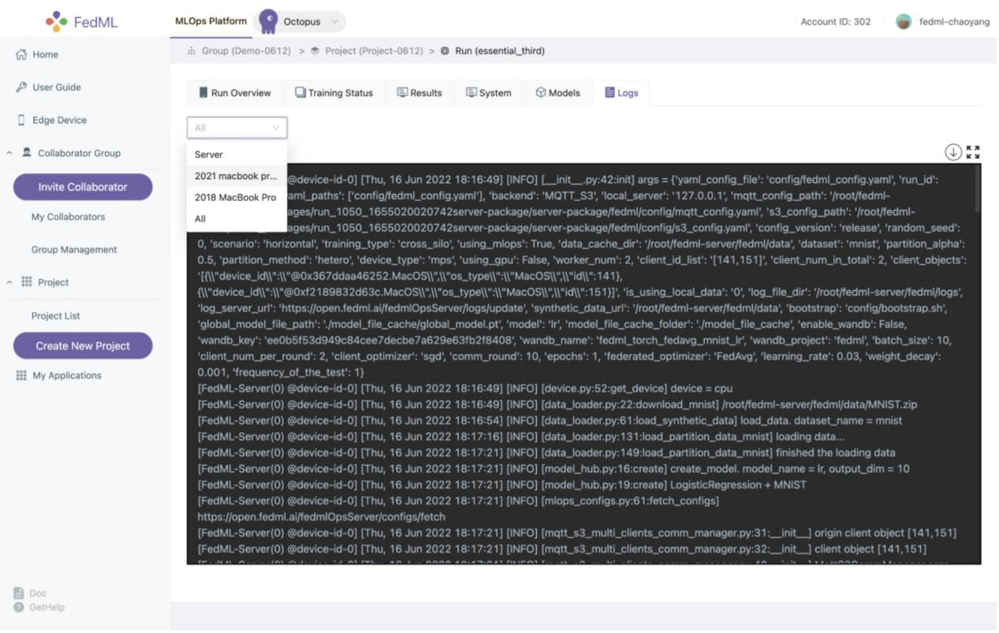 FedML
MLOps Platform
Octopus
Account ID: 302
fedml-chaoyang
Home
User Guide
Edge Device
Collaborator Group
Invite Collaborator
My Collaborators
Group Management
Project
Project List
Create New Project
My Applications
Doc
GetHelp
Group (Demo-0612) > Project (Project-0612) > Run (essential_third)
Run Overview
Training Status
Results
System
Models
Logs
All
Server
2021 macbook pr...
2018 MacBook Pro
All
@device-id-0] [Thu, 16 Jun 2022 18:16:49] [INFO] [__init__.py:42:init] args = {'yaml_config_file': 'config/fedml_config.yaml', 'run_id':
aml_paths': ['config/fedml_config.yaml'], 'backend': 'MQTT_S3', 'local_server': '127.0.0.1', 'mqtt_config_path': '/root/fedml-
ages/run_1050_1655020020742server-package/server-package/fedml/config/mqtt_config.yaml', 's3_config_path': '/root/fedml-
ages/run_1050_1655020020742server-package/server-package/fedml/config/s3_config.yaml', 'config_version': 'release', 'random_seed':
0, 'scenario': 'horizontal', 'training_type': 'cross_silo', 'using_mlops': True, 'data_cache_dir': '/root/fedml-server/fedml/data', 'dataset': 'mnist', 'partition_alpha':
0.5, 'partition_method': 'hetero', 'device_type': 'mps', 'using_gpu': False, 'worker_num': 2, 'client_id_list': '[141,151]', 'client_num_in_total': 2, 'client_objects':
'[{\\"device_id\\":\\"@0x367ddaa46252.MacOS\\",\\"os_type\\":\\"MacOS\\",\\"id\\":141},
{\\"device_id\\":\\"@0xf2189832d63c.MacOS\\",\\"os_type\\":\\"MacOS\\",\\"id\\":151}]', 'is_using_local_data': '0', 'log_file_dir': '/root/fedml-server/fedml/logs',
'log_server_url': 'https://open.fedml.ai/fedmlOpsServer/logs/update', 'synthetic_data_url': '/root/fedml-server/fedml/data', 'bootstrap': 'config/bootstrap.sh',
'global_model_file_path': './model_file_cache/global_model.pt', 'model': 'lr', 'model_file_cache_folder': './model_file_cache', 'enable_wandb': False,
'wandb_key': 'ee0b5f53d949c84cee7decbe7a629e63fb2f8408', 'wandb_name': 'fedml_torch_fedavg_mnist_lr', 'wandb_project': 'fedml', 'batch_size': 10,
'client_num_per_round': 2, 'client_optimizer': 'sgd', 'comm_round': 10, 'epochs': 1, 'federated_optimizer': 'FedAvg', 'learning_rate': 0.03, 'weight_decay':
0.001, 'frequency_of_the_test': 1}
[FedML-Server(0) @device-id-0] [Thu, 16 Jun 2022 18:16:49] [INFO] [device.py:52:get_device] device = cpu
[FedML-Server(0) @device-id-0] [Thu, 16 Jun 2022 18:16:49] [INFO] [data_loader.py:22:download_mnist] /root/fedml-server/fedml/data/MNIST.zip
[FedML-Server(0) @device-id-0] [Thu, 16 Jun 2022 18:16:54] [INFO] [data_loader.py:61:load_synthetic_data] load_data. dataset_name = mnist
[FedML-Server(0) @device-id-0] [Thu, 16 Jun 2022 18:17:16] [INFO] [data_loader.py:131:load_partition_data_mnist] loading data...
[FedML-Server(0) @device-id-0] [Thu, 16 Jun 2022 18:17:21] [INFO] [data_loader.py:149:load_partition_data_mnist] finished the loading data
[FedML-Server(0) @device-id-0] [Thu, 16 Jun 2022 18:17:21] [INFO] [model_hub.py:16:create] create_model. model_name = lr, output_dim = 10
[FedML-Server(0) @device-id-0] [Thu, 16 Jun 2022 18:17:21] [INFO] [model_hub.py:19:create] LogisticRegression + MNIST
[FedML-Server(0) @device-id-0] [Thu, 16 Jun 2022 18:17:21] [INFO] [mlops_configs.py:61:fetch_configs]
https://open.fedml.ai/fedmlOpsServer/configs/fetch
[FedML-Server(0) @device-id-0] [Thu, 16 Jun 2022 18:17:21] [INFO] [mqtt_s3_multi_clients_comm_manager.py:31:__init__] origin client object [141,151]
[FedML-Server(0) @device-id-0] [Thu, 16 Jun 2022 18:17:21] [INFO] [mqtt_s3_multi_clients_comm_manager.py:32:__init__] client object [141,151]